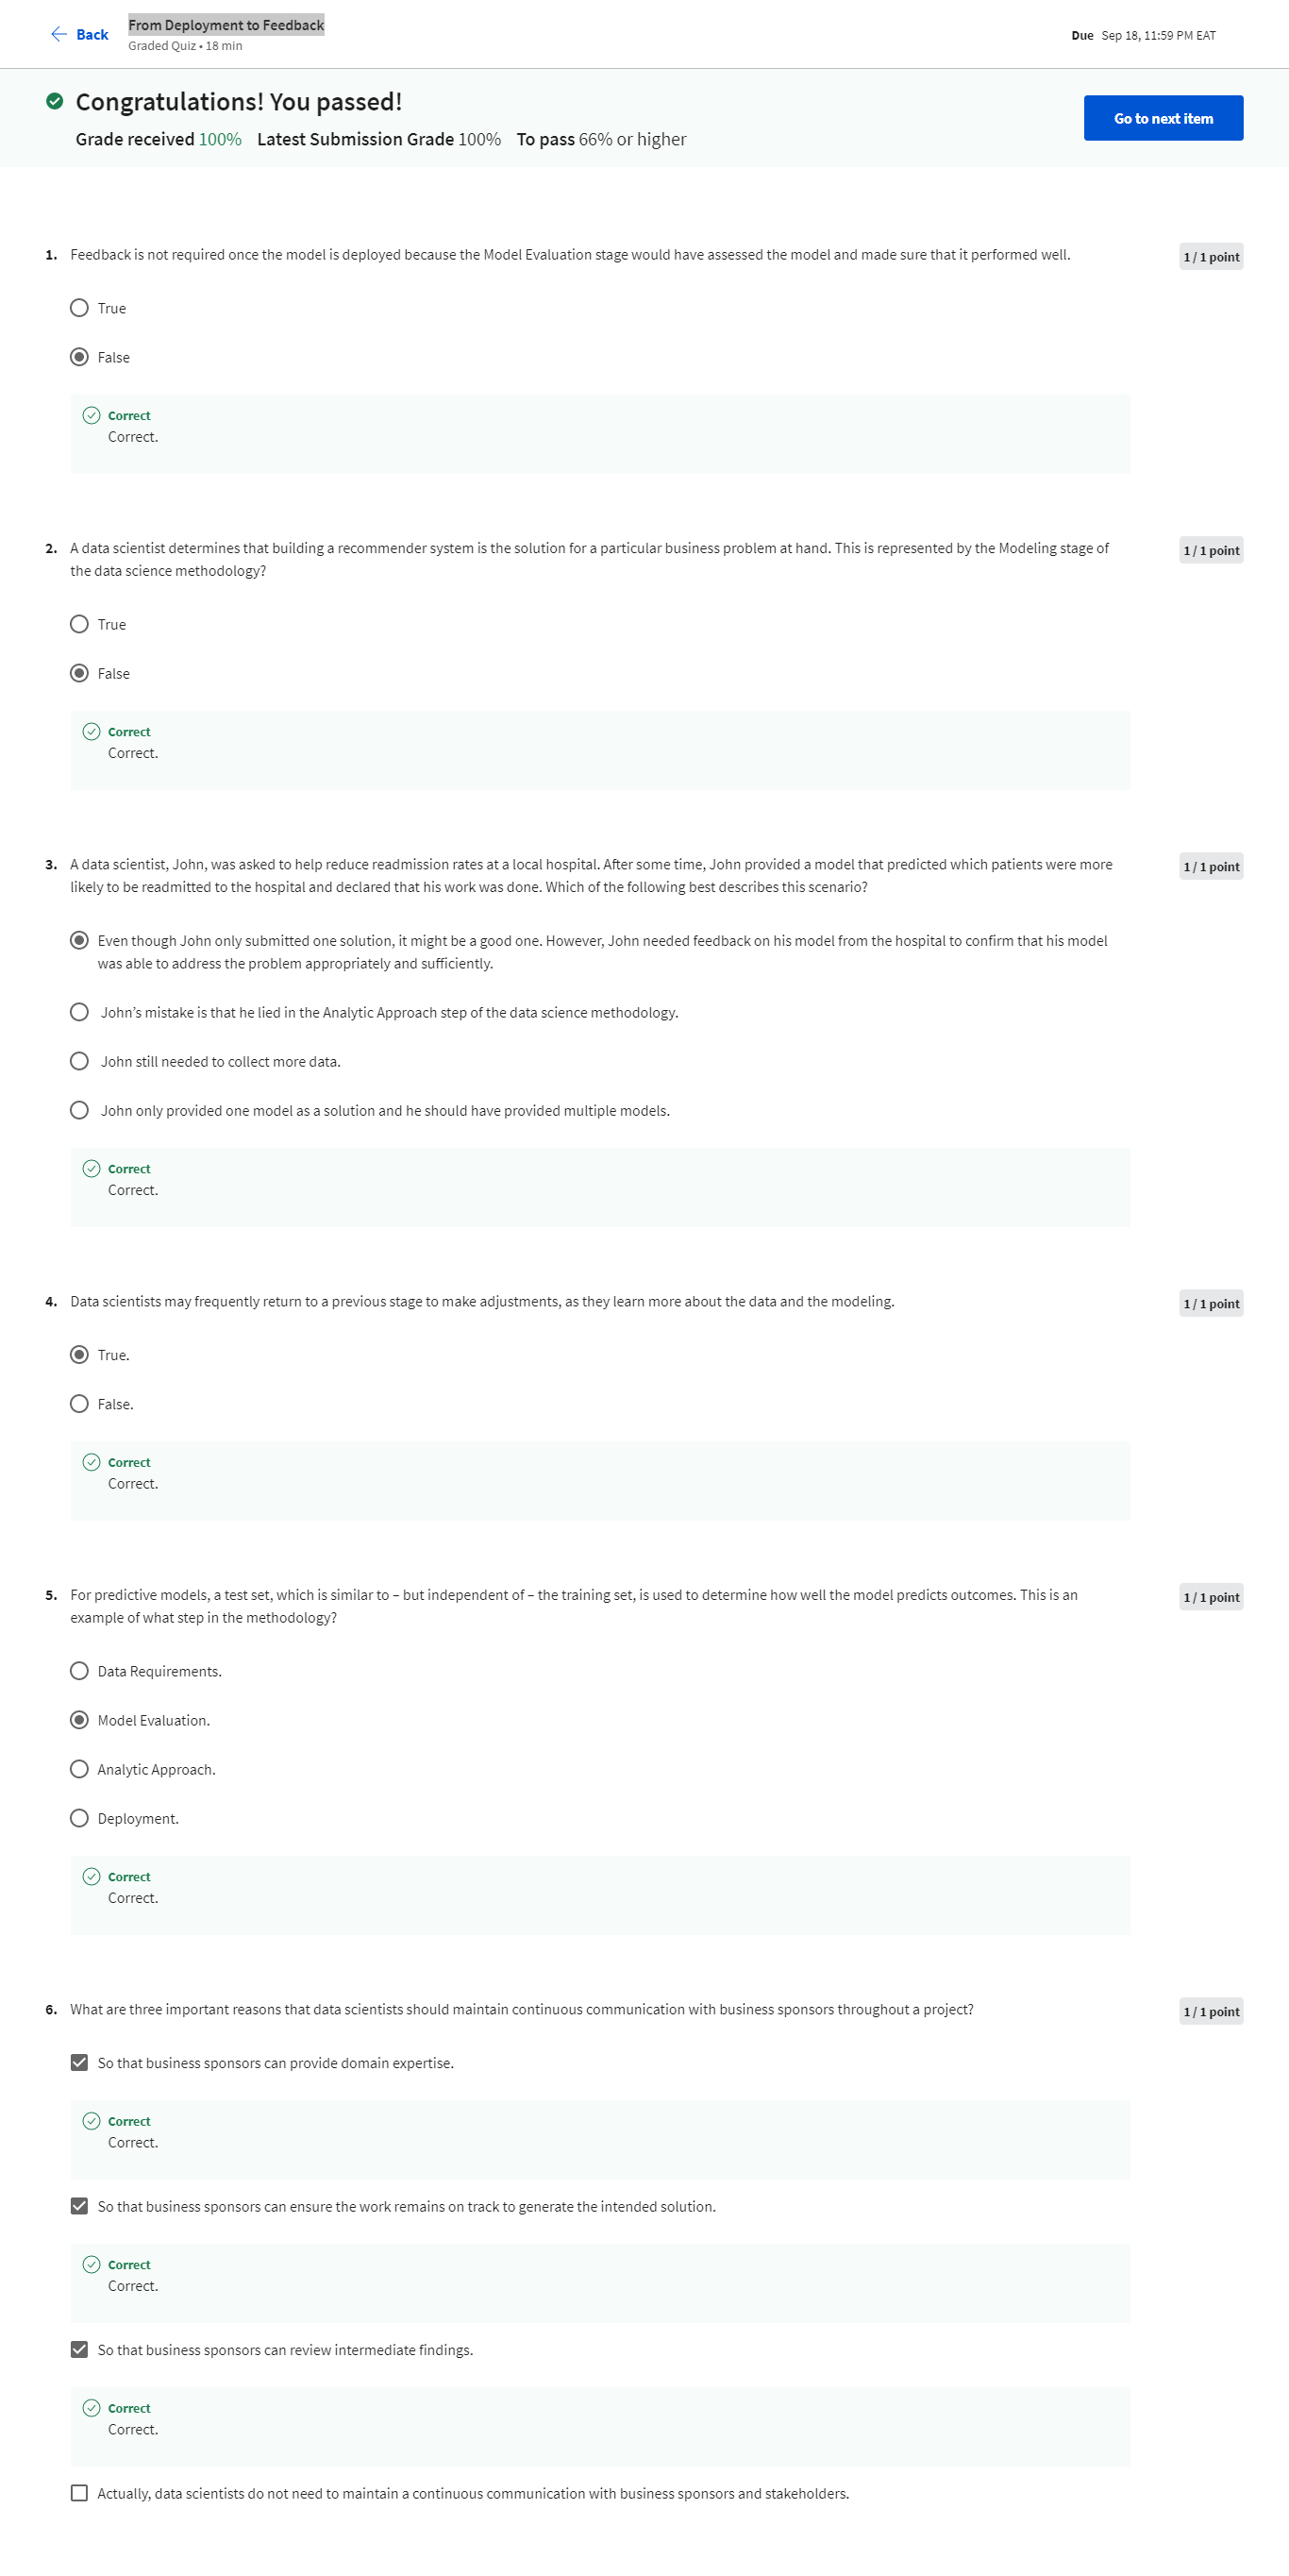 Back
From Deployment to Feedback
Graded Quiz • 18 min
Due Sep 18, 11:59 PM EAT
Congratulations! You passed!
Grade received 100% Latest Submission Grade 100% To pass 66% or higher
Go to next item
1. Feedback is not required once the model is deployed because the Model Evaluation stage would have assessed the model and made sure that it performed well.
1 / 1 point
True
False
Correct
Correct.
2. A data scientist determines that building a recommender system is the solution for a particular business problem at hand. This is represented by the Modeling stage of
the data science methodology?
1 / 1 point
True
False
Correct
Correct.
3. A data scientist, John, was asked to help reduce readmission rates at a local hospital. After some time, John provided a model that predicted which patients were more
likely to be readmitted to the hospital and declared that his work was done. Which of the following best describes this scenario?
1 / 1 point
Even though John only submitted one solution, it might be a good one. However, John needed feedback on his model from the hospital to confirm that his model
was able to address the problem appropriately and sufficiently.
John’s mistake is that he lied in the Analytic Approach step of the data science methodology.
John still needed to collect more data.
John only provided one model as a solution and he should have provided multiple models.
Correct
Correct.
4. Data scientists may frequently return to a previous stage to make adjustments, as they learn more about the data and the modeling.
1 / 1 point
True.
False.
Correct
Correct.
5. For predictive models, a test set, which is similar to – but independent of – the training set, is used to determine how well the model predicts outcomes. This is an
example of what step in the methodology?
1 / 1 point
Data Requirements.
Model Evaluation.
Analytic Approach.
Deployment.
Correct
Correct.
6. What are three important reasons that data scientists should maintain continuous communication with business sponsors throughout a project?
1 / 1 point
So that business sponsors can provide domain expertise.
Correct
Correct.
So that business sponsors can ensure the work remains on track to generate the intended solution.
Correct
Correct.
So that business sponsors can review intermediate findings.
Correct
Correct.
Actually, data scientists do not need to maintain a continuous communication with business sponsors and stakeholders.